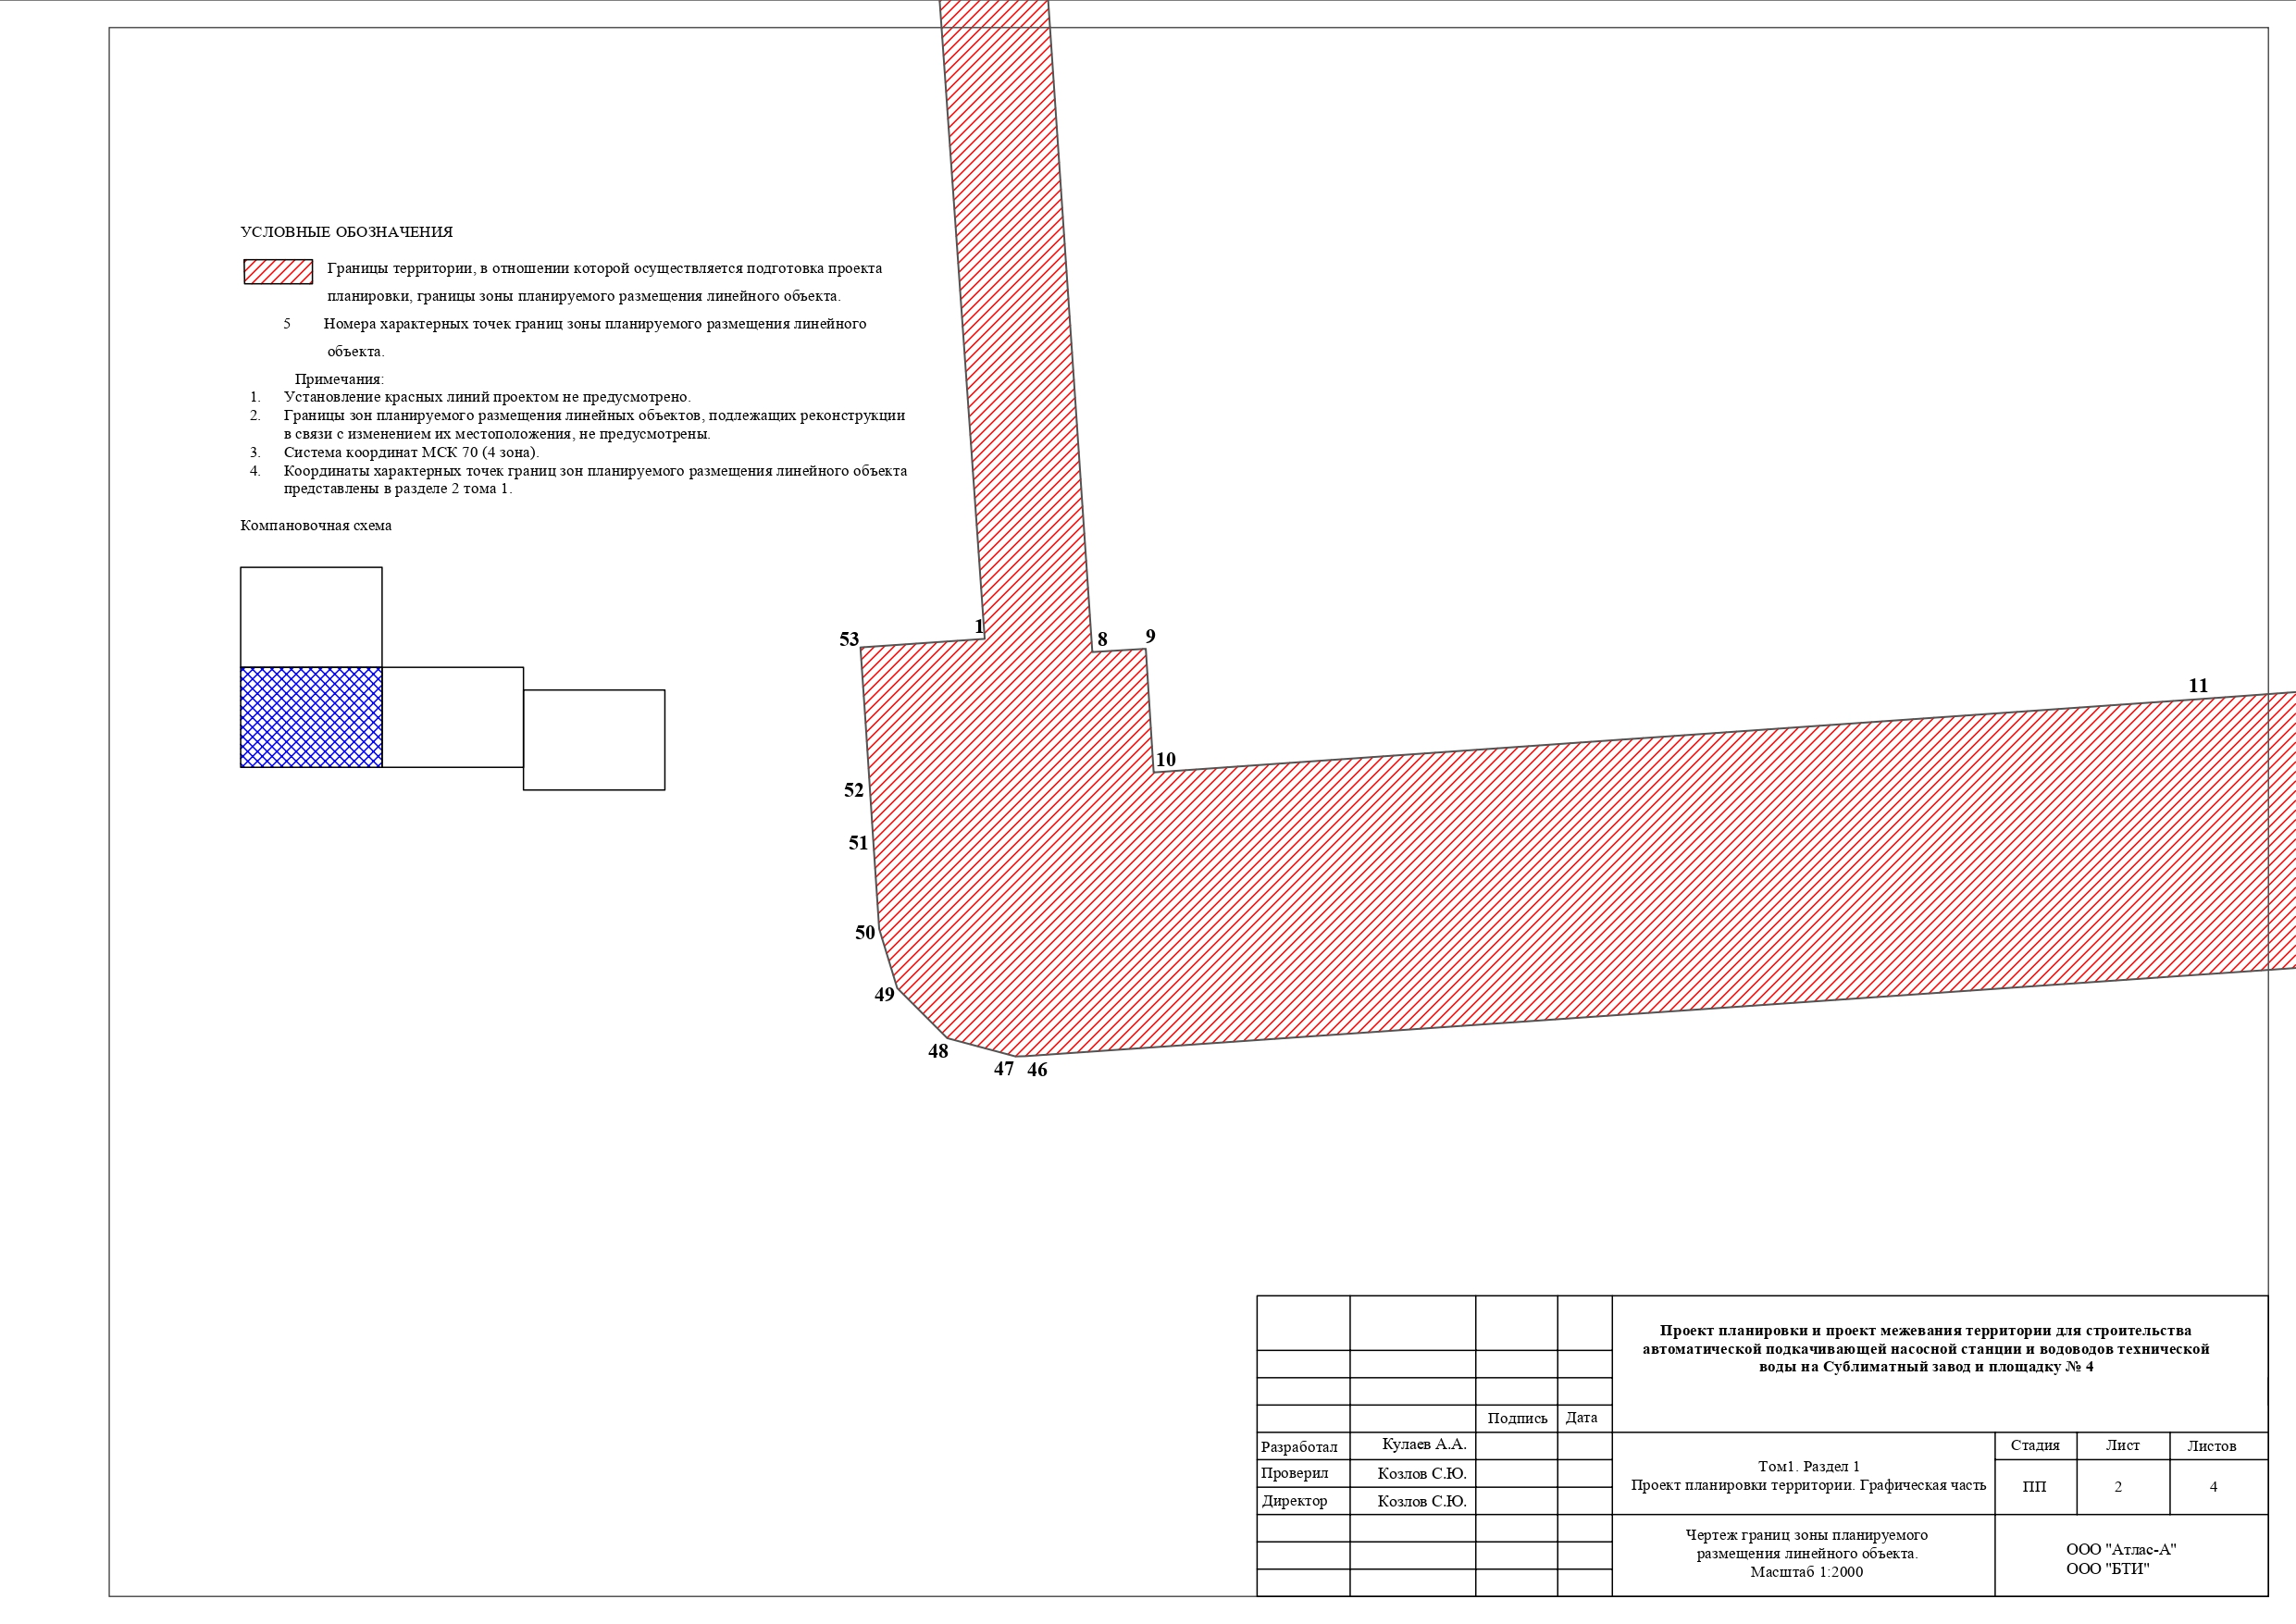 УСЛОВНЫЕ ОБОЗНАЧЕНИЯ
Границы территории, в отношении которой осуществляется подготовка проекта
планировки, границы зоны планируемого размещения линейного объекта.
5 Номера характерных точек границ зоны планируемого размещения линейного
объекта.
Примечания:
1. Установление красных линий проектом не предусмотрено.
2. Границы зон планируемого размещения линейных объектов, подлежащих реконструкции
в связи с изменением их местоположения, не предусмотрены.
3. Система координат МСК 70 (4 зона).
4. Координаты характерных точек границ зон планируемого размещения линейного объекта
представлены в разделе 2 тома 1.
Компановочная схема
53
1
8
9
10
11
52
51
50
49
48
47
46
Проект планировки и проект межевания территории для строительства
автоматической подкачивающей насосной станции и водоводов технической
воды на Сублиматный завод и площадку № 4
Подпись Дата
Разработал Кулаев А.А.
Проверил Козлов С.Ю.
Директор Козлов С.Ю.
Том1. Раздел 1
Проект планировки территории. Графическая часть
Стадия Лист Листов
ПП 2 4
Чертеж границ зоны планируемого
размещения линейного объекта.
Масштаб 1:2000
ООО "Атлас-А"
ООО "БТИ"